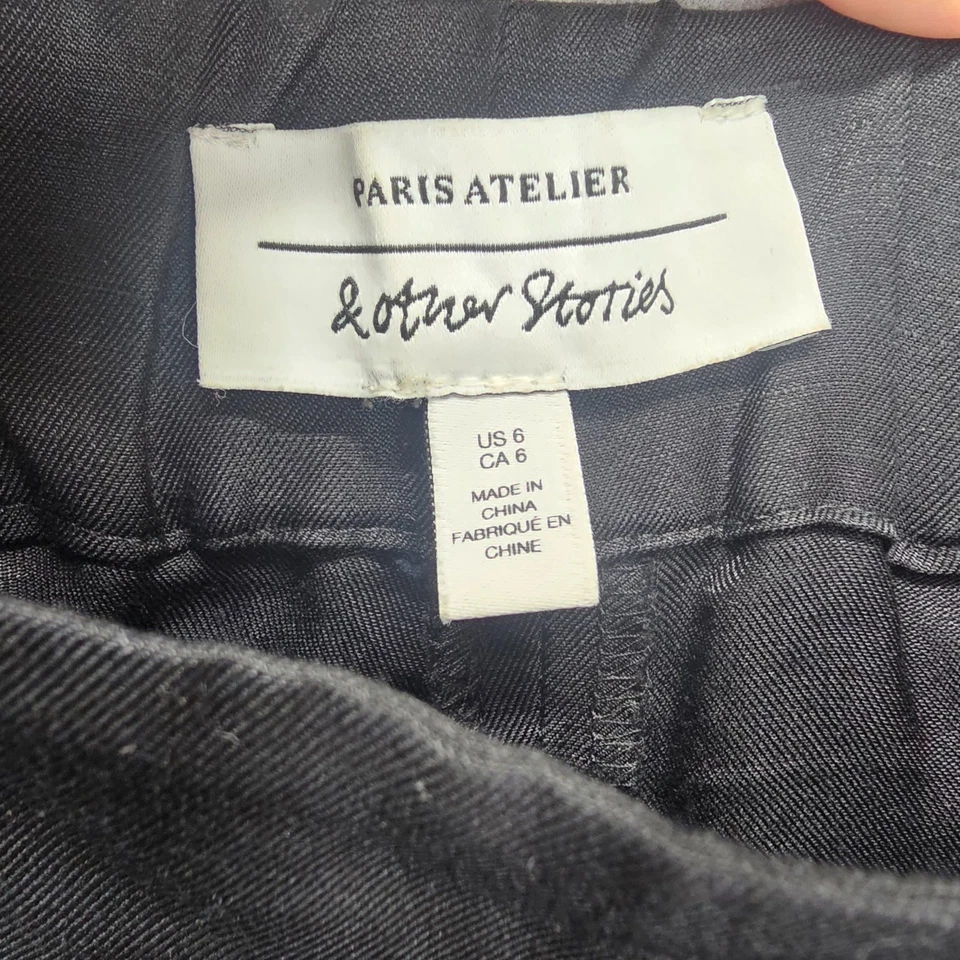 PARIS ATELIER
& other Stories
US 6
CA 6
MADE IN
CHINA
FABRIQUÉ EN
CHINE